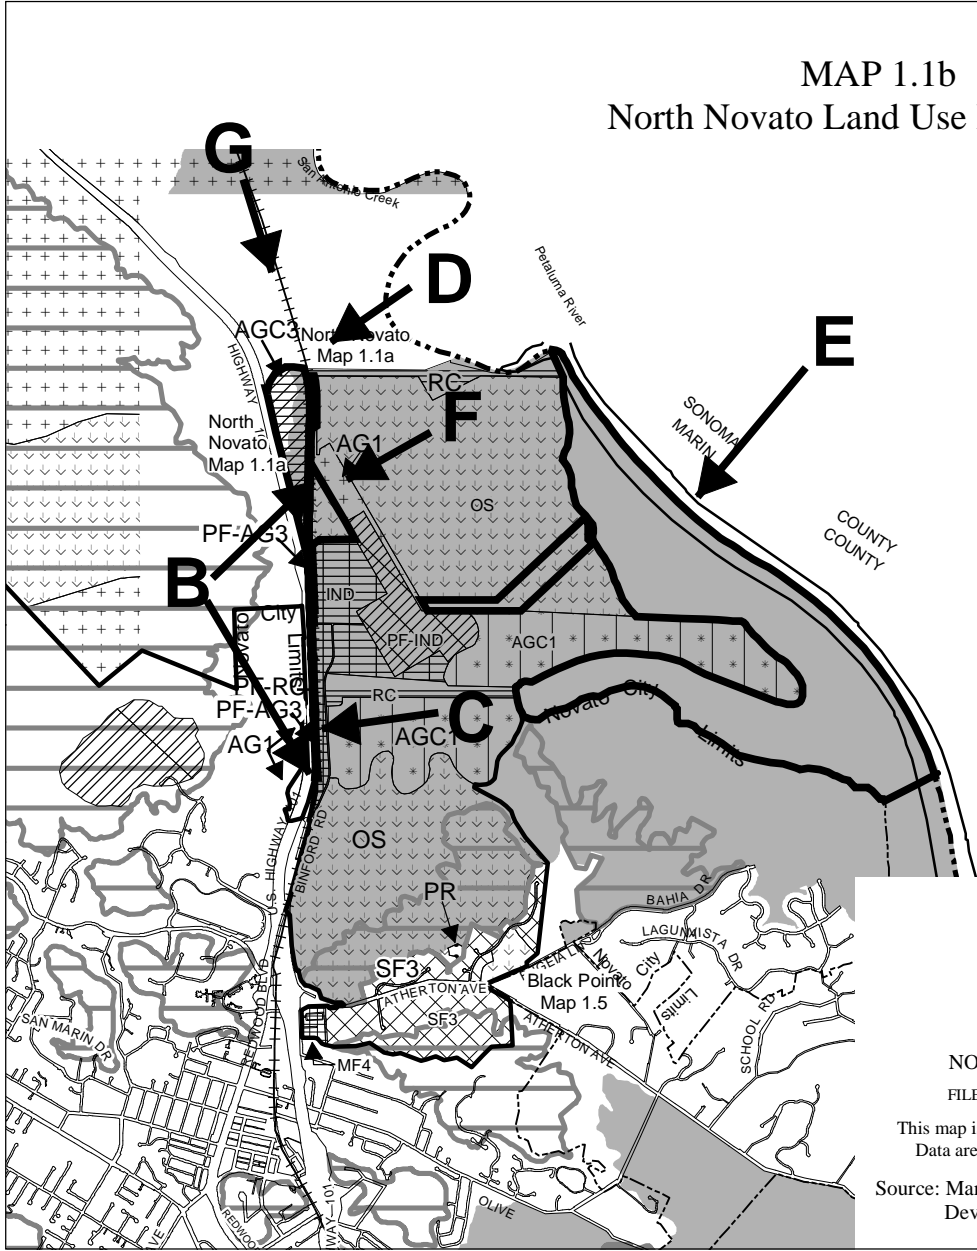 MAP 1.1b
North Novato Land Use
G
San Antonio Creek
D
Petaluma River
E
AGC3
North Novato
Map 1.1a
HIGHWAY
RC
SONOMA
MARIN
F
North
Novato
Map 1.1a
AG1
OS
COUNTY
COUNTY
PF-AG3
B
IND
City
Novato
Limits
PF-IND
AGC1
PF-RC
RC
Novato City
Limits
PF-AG3
C
AG1
AGC1
U.S. HIGHWAY 101
BINFORD RD
OS
PR
BAHIA DR
LAGUNA VISTA DR
SF3
Novato
City
Limits
Black Point
Map 1.5
ATHERTON AVE
SF3
ATHERTON AVE
SCHOOL RD
REDWOOD BLVD
SAN MARIN DR
MF4
NO
FILE
This map i
Data are
Source: Mar
Dev
OLIVE
REDWOO
AVE
WAY 101